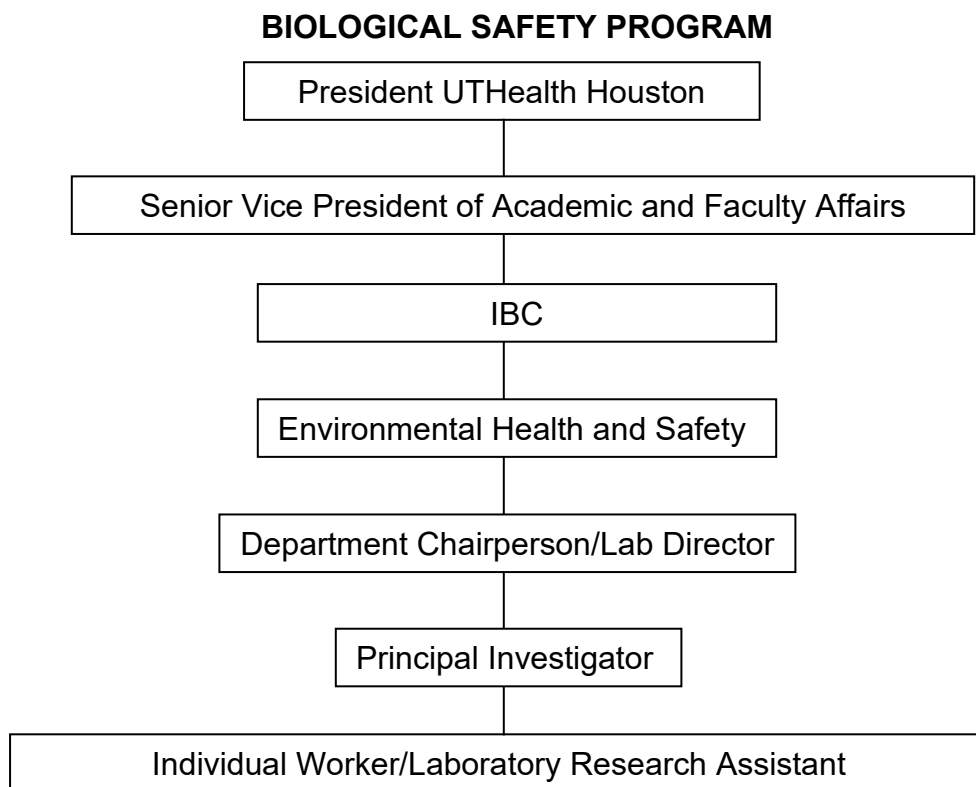 BIOLOGICAL SAFETY PROGRAM
President UTHealth Houston
Senior Vice President of Academic and Faculty Affairs
IBC
Environmental Health and Safety
Department Chairperson/Lab Director
Principal Investigator
Individual Worker/Laboratory Research Assistant